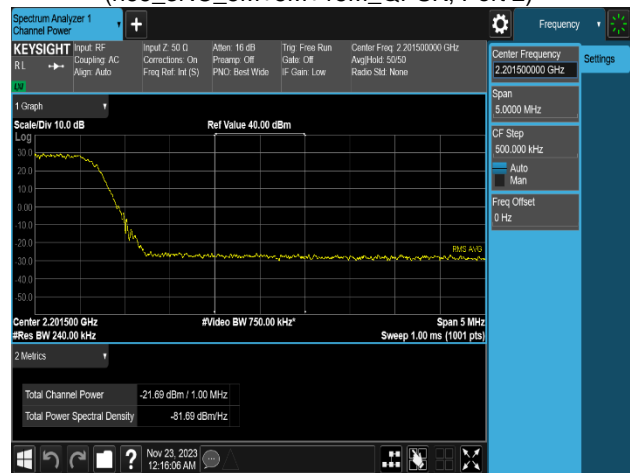 Spectrum Analyzer 1
Channel Power
Frequency
KEYSIGHT
Input: RF
Coupling: AC
Align: Auto
Input Z: 50 Ω
Corrections: On
Freq Ref: Int (S)
Atten: 16 dB
Preamp: Off
PNO: Best Wide
Trig: Free Run
Gate: Off
IF Gain: Low
Center Freq: 2.201500000 GHz
Avg|Hold: 50/50
Radio Std: None
RL
LW
Center Frequency
2.201500000 GHz
Settings
Span
5.0000 MHz
CF Step
500.000 kHz
Auto
Man
Freq Offset
0 Hz
1 Graph
Scale/Div 10.0 dB
Ref Value 40.00 dBm
Log
30.0
20.0
10.0
0.00
-10.0
-20.0
-30.0
-40.0
-50.0
RMS AVG
Center 2.201500 GHz
#Video BW 750.00 kHz*
Span 5 MHz
#Res BW 240.00 kHz
Sweep 1.00 ms (1001 pts)
2 Metrics
Total Channel Power -21.69 dBm / 1.00 MHz
Total Power Spectral Density -81.69 dBm/Hz
Nov 23, 2023
12:16:06 AM